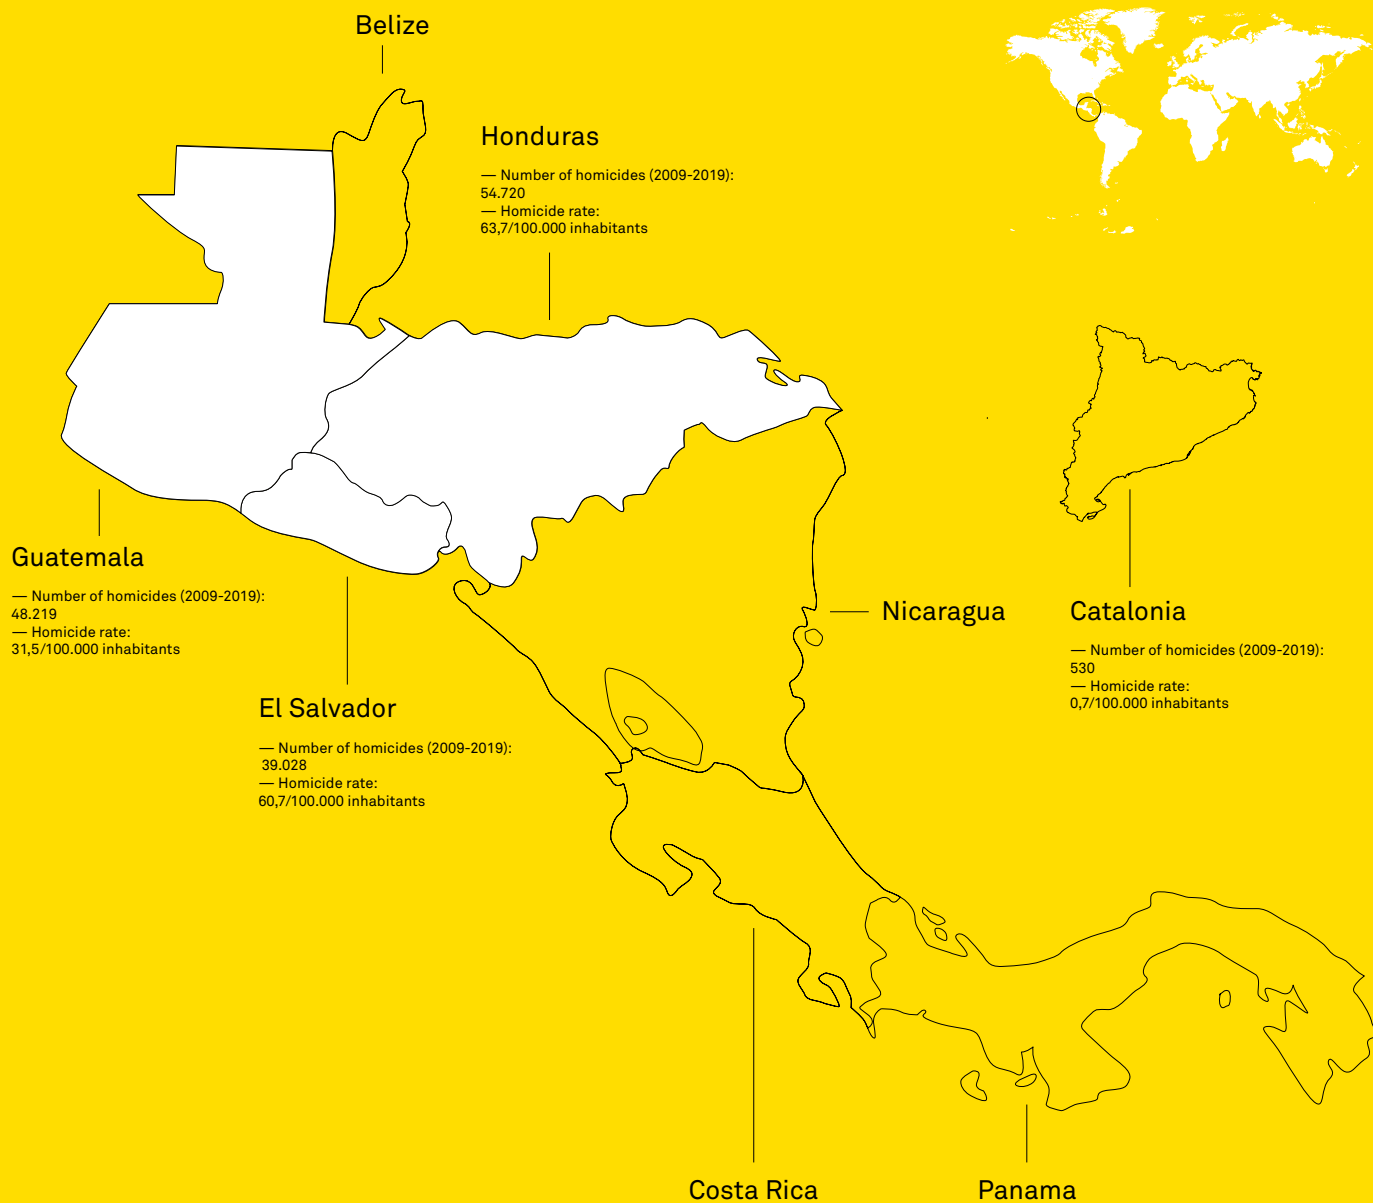 Belize
Honduras
— Number of homicides (2009-2019):
54.720
— Homicide rate:
63,7/100.000 inhabitants
Guatemala
— Number of homicides (2009-2019):
48.219
— Homicide rate:
31,5/100.000 inhabitants
El Salvador
— Number of homicides (2009-2019):
39.028
— Homicide rate:
60,7/100.000 inhabitants
Nicaragua
Catalonia
— Number of homicides (2009-2019):
530
— Homicide rate:
0,7/100.000 inhabitants
Costa Rica
Panama